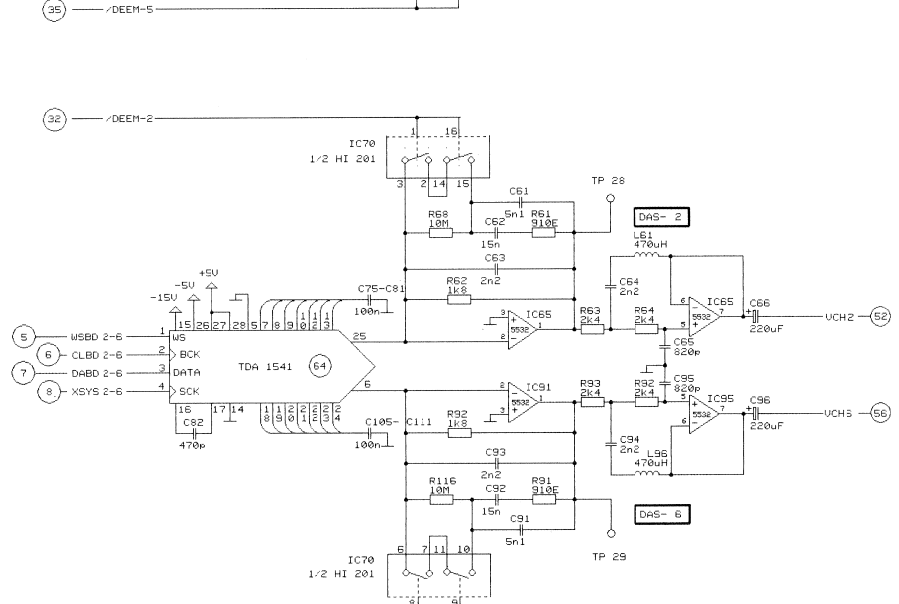 35 /DEEM-5
32 /DEEM-2
1 16
IC70
1/2 HI 201
3 2 14 15
TP 28
C61
5n1
R68
10M
C62
15n
R61
910E
DAS- 2
L61
470uH
C63
2n2
R62
1k8
C64
2n2
+5V
-5V
-15V
C75-C81
100n
15 26 27 28 5 7 8 9 10 11 12 13
IC65
5532
3
2
1
R63
2k4
R64
2k4
6
5
7
IC65
5532
C66
220uF
VCH2 52
C65
820p
5 WSBD 2-6 1 WS
6 CLBD 2-6 2 BCK
7 DABD 2-6 3 DATA
8 XSYS 2-6 4 SCK
TDA 1541 64
25
6
16 17 14 18 19 20 21 22 23 24
C82
470p
C105- C111
100n
IC91
5532
2
3
1
R93
2k4
R92
2k4
C95
820p
IC95
5532
5
6
7
C96
220uF
VCH6 56
R92
1k8
C93
2n2
C94
2n2
L96
470uH
R116
10M
C92
15n
R91
910E
C91
5n1
DAS- 6
TP 29
6 7 11 10
IC70
1/2 HI 201
8 9